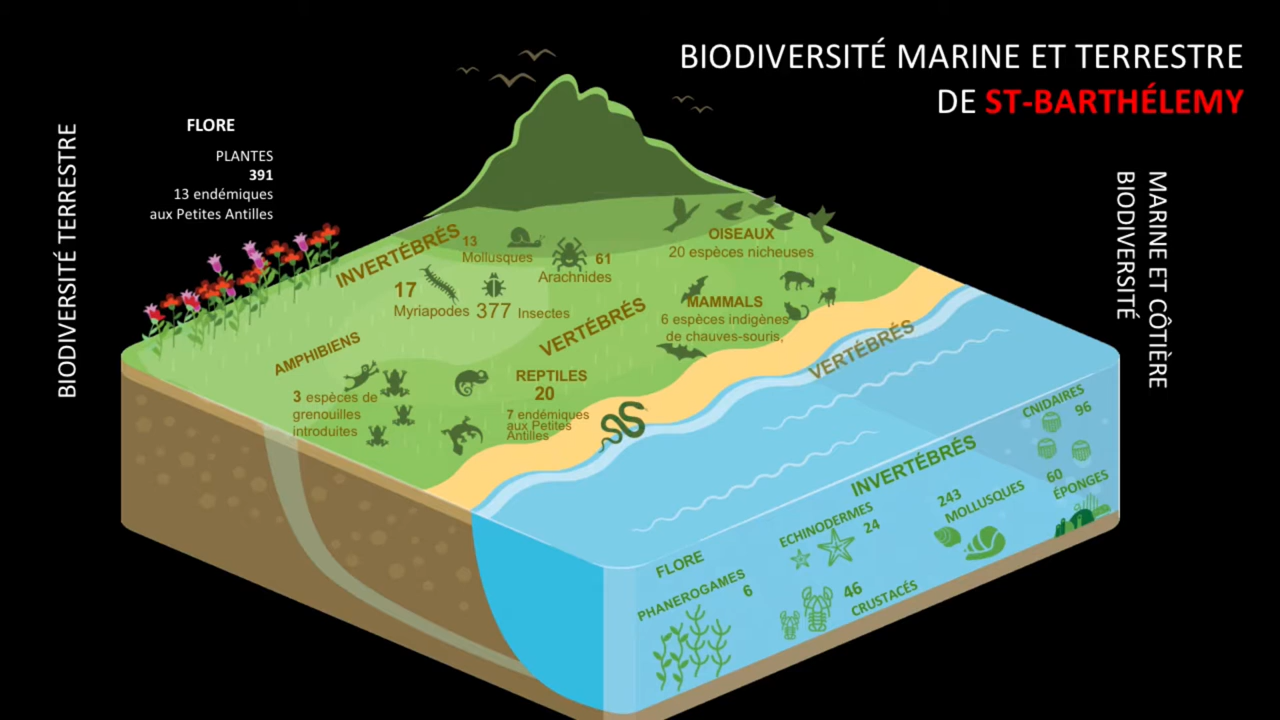 BIODIVERSITÉ MARINE ET TERRESTRE
DE ST-BARTHÉLEMY
BIODIVERSITÉ TERRESTRE
FLORE
PLANTES
391
13 endémiques
aux Petites Antilles
INVERTÉBRÉS
13
Mollusques
61
Arachnides
17
Myriapodes
377 Insectes
VERTÉBRÉS
OISEAUX
20 espèces nicheuses
MAMMALS
6 espèces indigènes
de chauves-souris,
AMPHIBIENS
3 espèces de
grenouilles
introduites
REPTILES
20
7 endémiques
aux Petites
Antilles
BIODIVERSITÉ
MARINE ET CÔTIÈRE
VERTÉBRÉS
INVERTÉBRÉS
CNIDAIRES
96
60
ÉPONGES
243
MOLLUSQUES
ECHINODERMES
24
46
CRUSTACÉS
FLORE
PHANEROGAMES
6